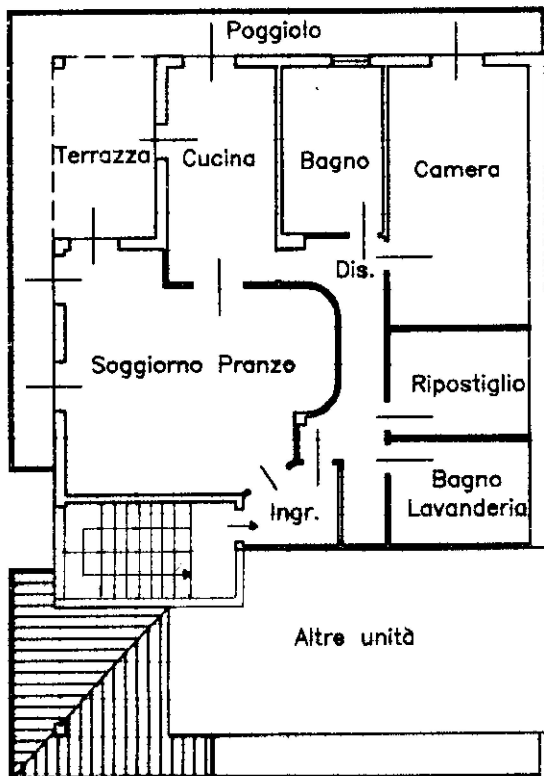 Poggiolo
Terrazza
Cucina
Bagno
Camera
Dis.
Soggiorno Pranzo
Ripostiglio
Bagno
Lavanderia
Ingr.
Altre unità